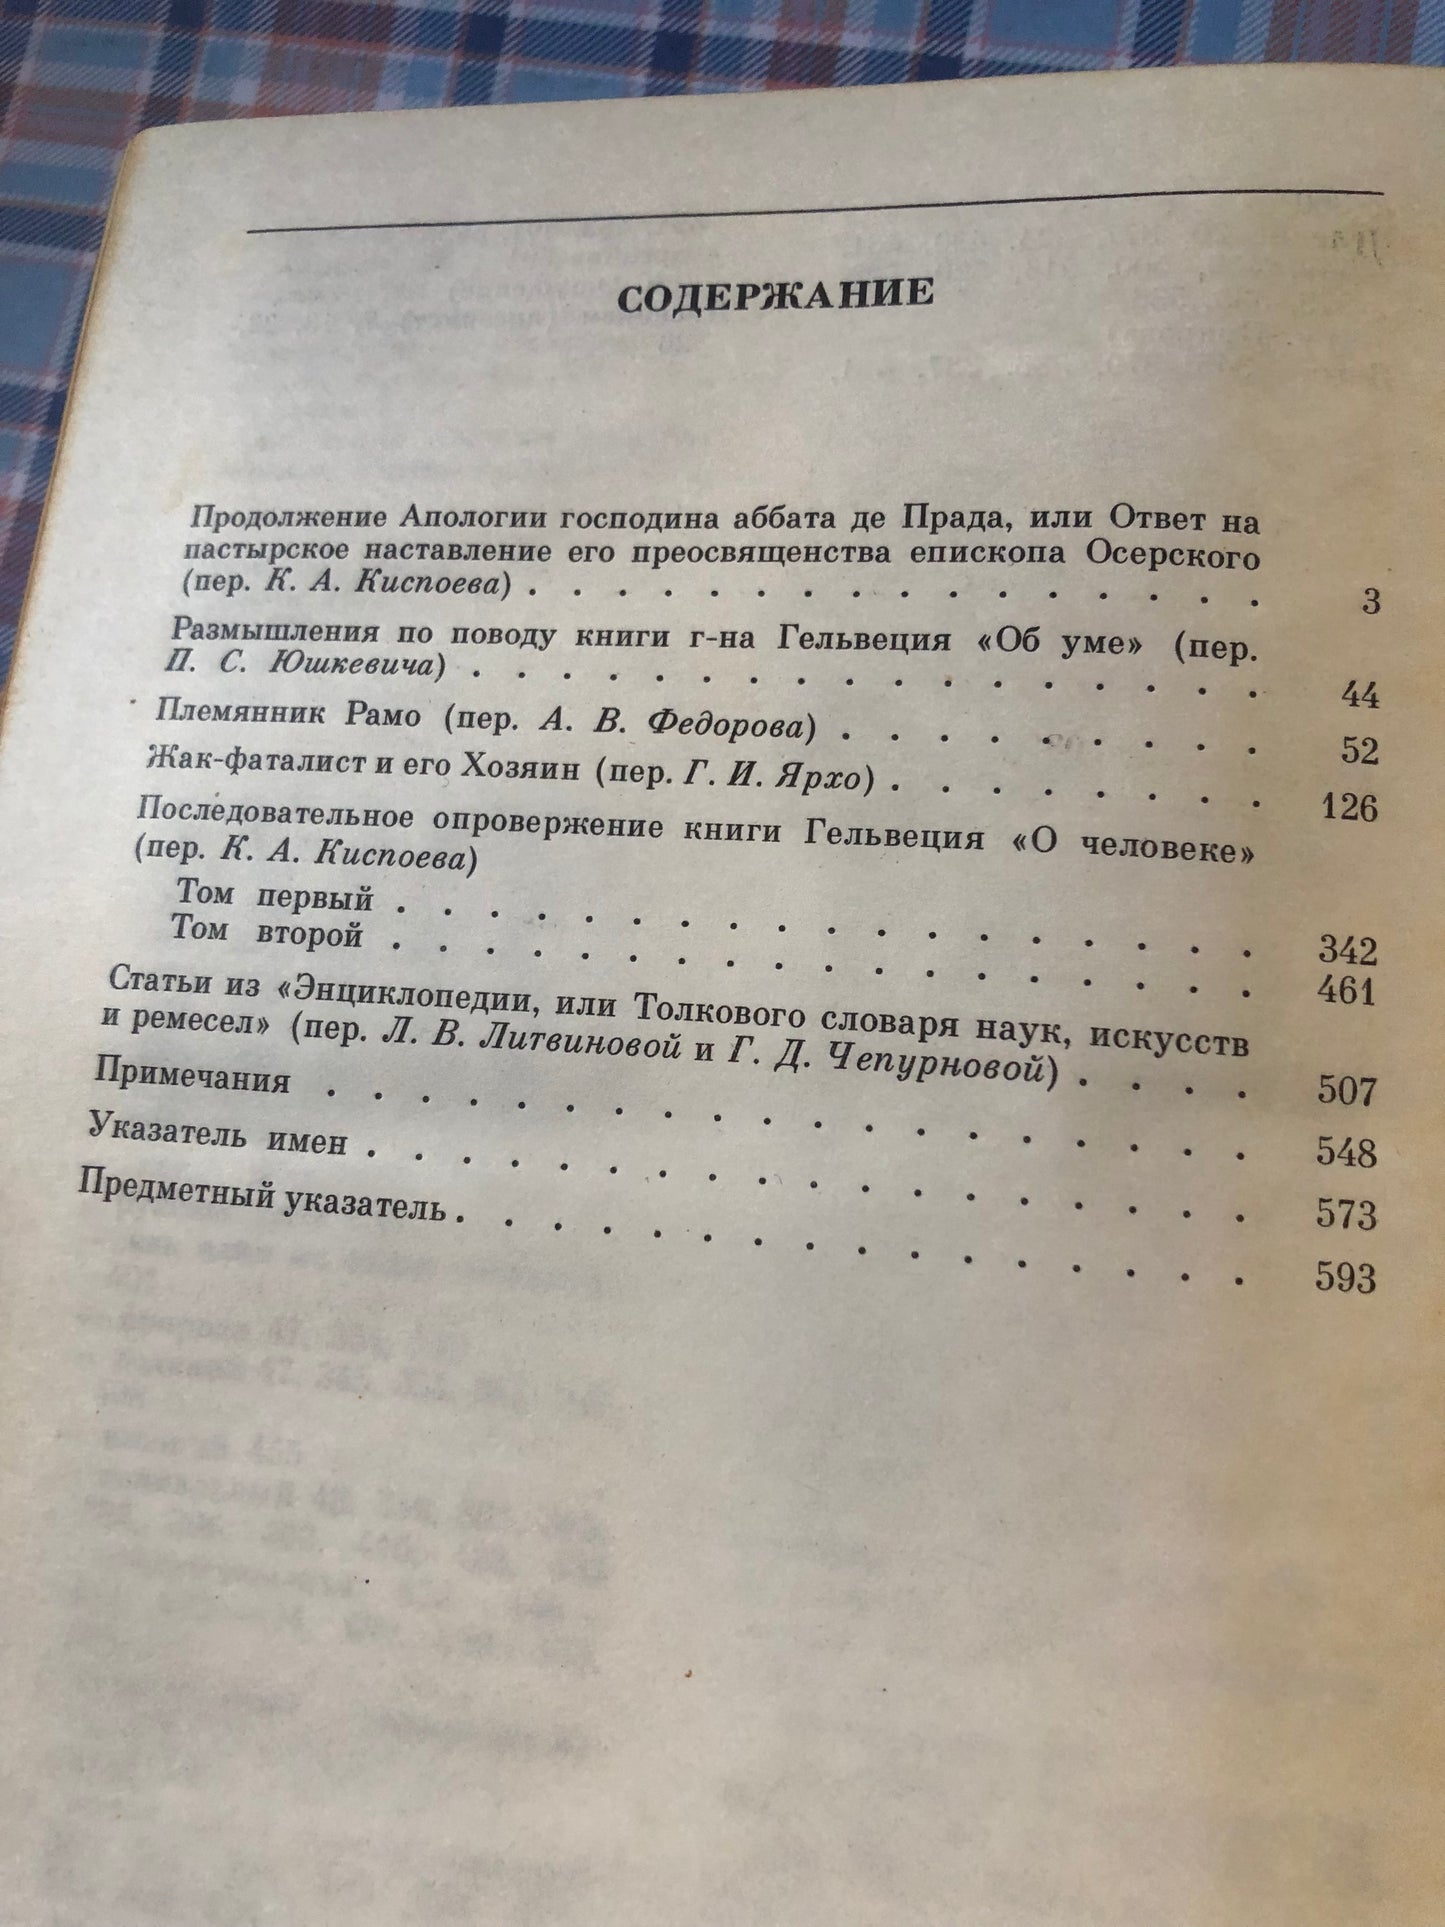 СОДЕРЖАНИЕ
Продолжение Апологии господина аббата де Прада, или Ответ на
пастырское наставление его преосвященства епископа Осерского
(пер. К. А. Киспоева) . . . . . . . . . . . . . . . . 3
Размышления по поводу книги г-на Гельвеция «Об уме» (пер.
П. С. Юшкевича) . . . . . . . . . . . . . . . . . 44
Племянник Рамо (пер. А. В. Федорова) . . . . . . . . . 52
Жак-фаталист и его Хозяин (пер. Г. И. Ярхо) . . . . . . . . 126
Последовательное опровержение книги Гельвеция «О человеке»
(пер. К. А. Киспоева)
Том первый . . . . . . . . . . . . . . . . . . 342
Том второй . . . . . . . . . . . . . . . . . . 461
Статьи из «Энциклопедии, или Толкового словаря наук, искусств
и ремесел» (пер. Л. В. Литвиновой и Г. Д. Чепурновой) . . . . 507
Примечания . . . . . . . . . . . . . . . . . . 548
Указатель имен . . . . . . . . . . . . . . . . . 573
Предметный указатель . . . . . . . . . . . . . . . 593